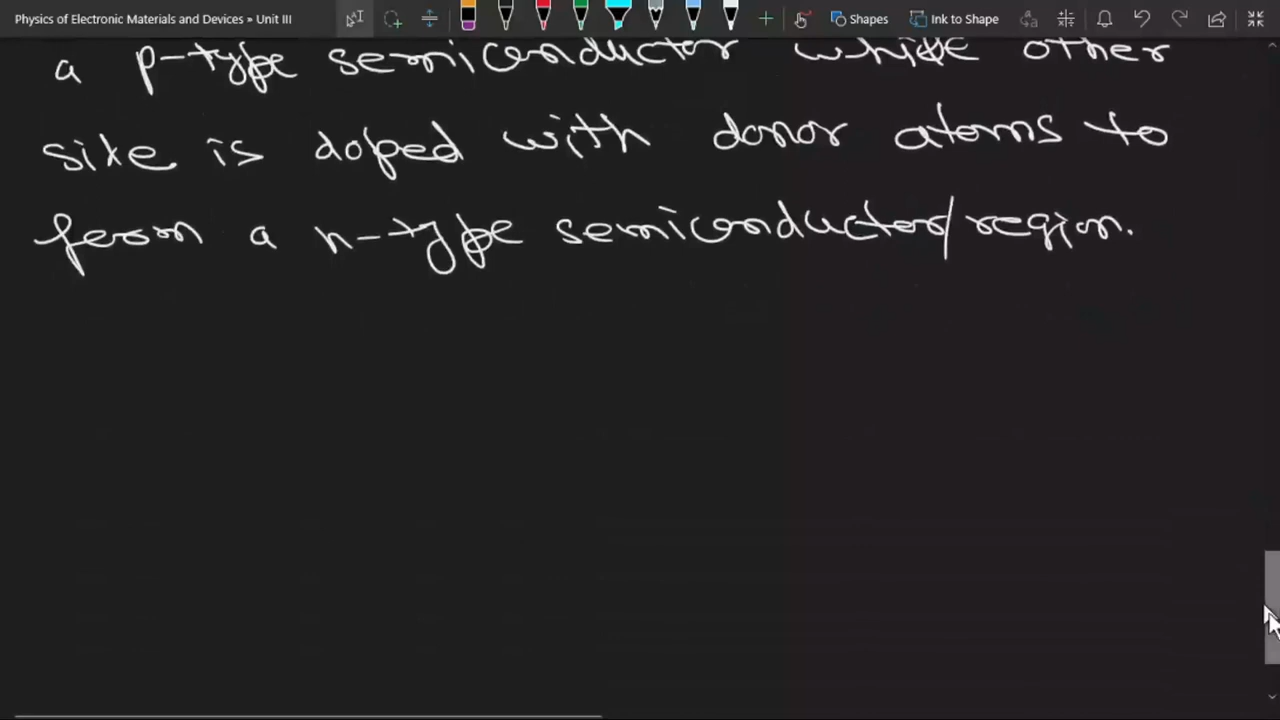 Physics of Electronic Materials and Devices » Unit III
Shapes
Ink to Shape
a p-type semiconductor while other
site is doped with donor atoms to
form a n-type semiconductor/region.